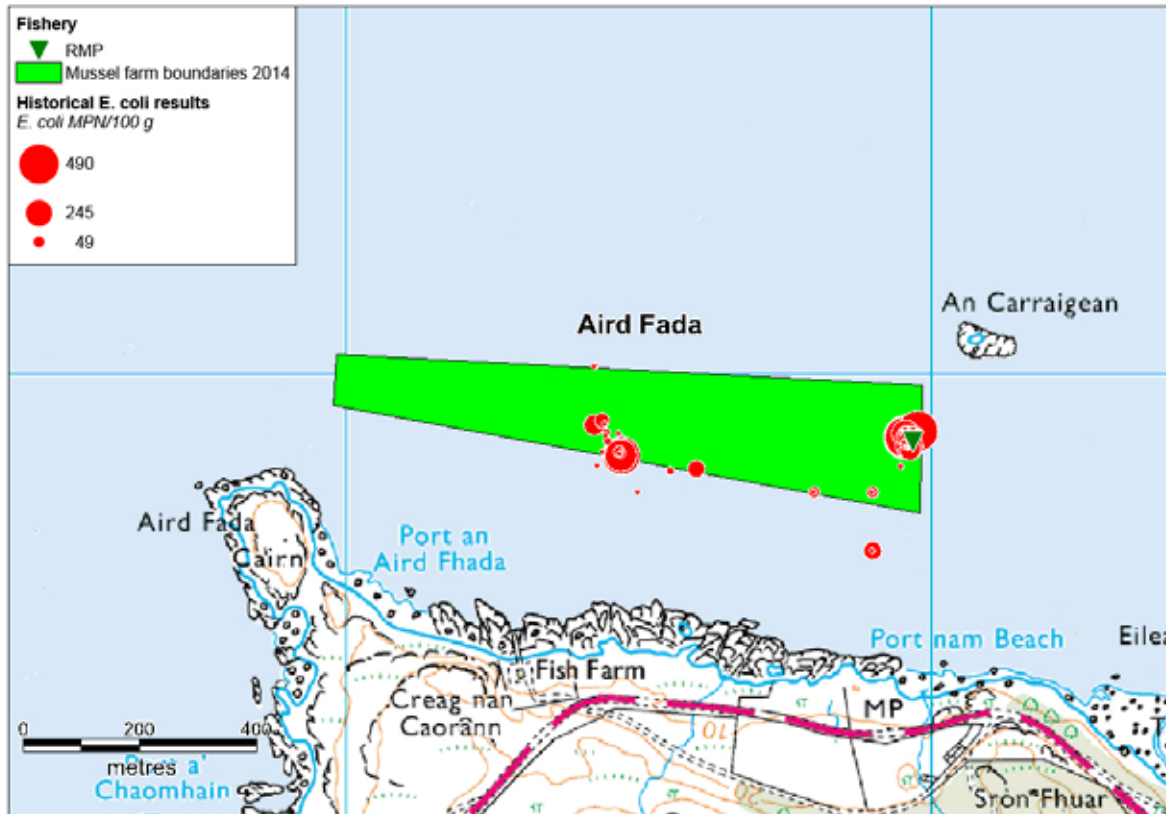 Fishery
RMP
Mussel farm boundaries 2014
Historical E. coli results
E. coli MPN/100 g
490
245
49
An Carraigean
Aird Fada
Aird Fada
Cairn
Port an
Aird Fhada
Port nam Beach
Eilea
Fish Farm
Creag nan
Caorann
MP
10
0 200 400
metres
a'
Chaomhain
20
Sron Fhuar